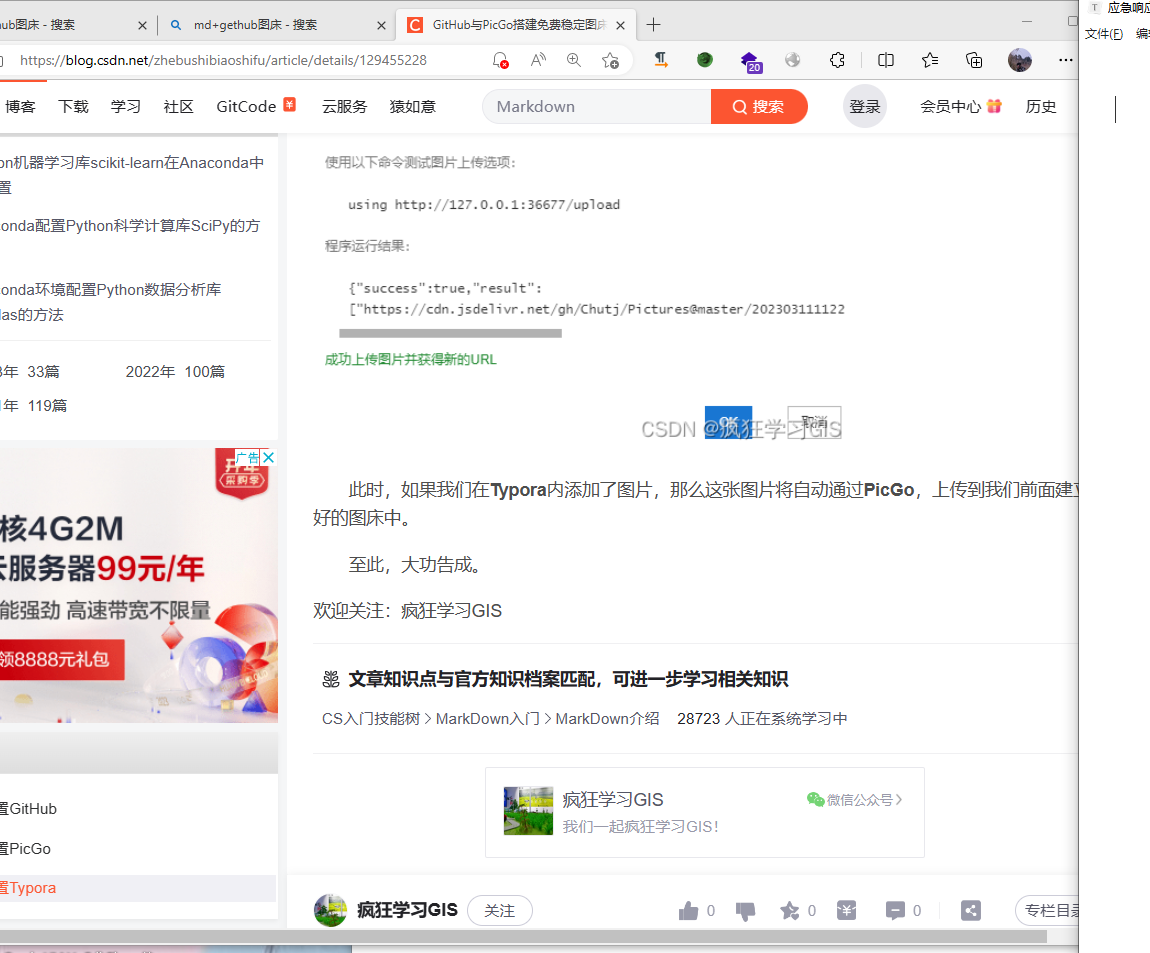 ub图床 - 搜索
md+gethub图床 - 搜索
GitHub与PicGo搭建免费稳定图床
应急响应
文件(F) 编辑
https://blog.csdn.net/zhebushibiaoshifu/article/details/129455228
20
博客 下载 学习 社区 GitCode 云服务 猿如意
Markdown
搜索
登录 会员中心 历史
on机器学习库scikit-learn在Anaconda中
置
onda配置Python科学计算库SciPy的方
onda环境配置Python数据分析库
das的方法
3年 33篇 2022年 100篇
1年 119篇
广告
开年
采购季
核4G2M
云服务器99元/年
能强劲 高速带宽不限量
领8888元礼包
置GitHub
置PicGo
置Typora
使用以下命令测试图片上传选项：
using http://127.0.0.1:36677/upload
程序运行结果：
{"success":true,"result":
["https://cdn.jsdelivr.net/gh/Chutj/Pictures@master/202303111122
成功上传图片并获得新的URL
OK 取消
CSDN @疯狂学习GIS
此时，如果我们在Typora内添加了图片，那么这张图片将自动通过PicGo，上传到我们前面建立
好的图床中。
至此，大功告成。
欢迎关注：疯狂学习GIS
文章知识点与官方知识档案匹配，可进一步学习相关知识
CS入门技能树 MarkDown入门 MarkDown介绍 28723 人正在系统学习中
疯狂学习GIS
微信公众号
我们一起疯狂学习GIS！
疯狂学习GIS 关注 0 0 0 专栏目录